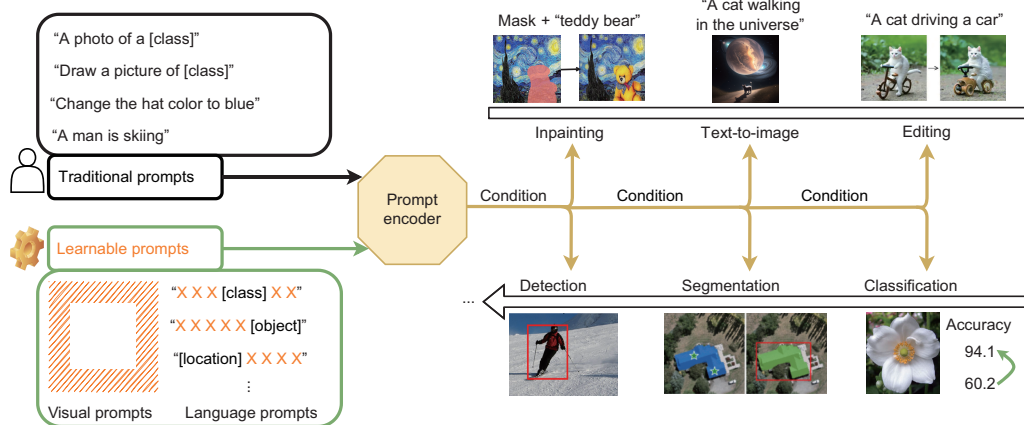 “A photo of a [class]”
“Draw a picture of [class]”
“Change the hat color to blue”
“A man is skiing”
Traditional prompts
Learnable prompts
“X X X [class] X X”
“X X X X X [object]”
“[location] X X X X”
⋮
Visual prompts
Language prompts
Prompt
encoder
Condition
Condition
Condition
Mask + “teddy bear”
“A cat walking
in the universe”
“A cat driving a car”
Inpainting
Text-to-image
Editing
...
Detection
Segmentation
Classification
Accuracy
94.1
60.2